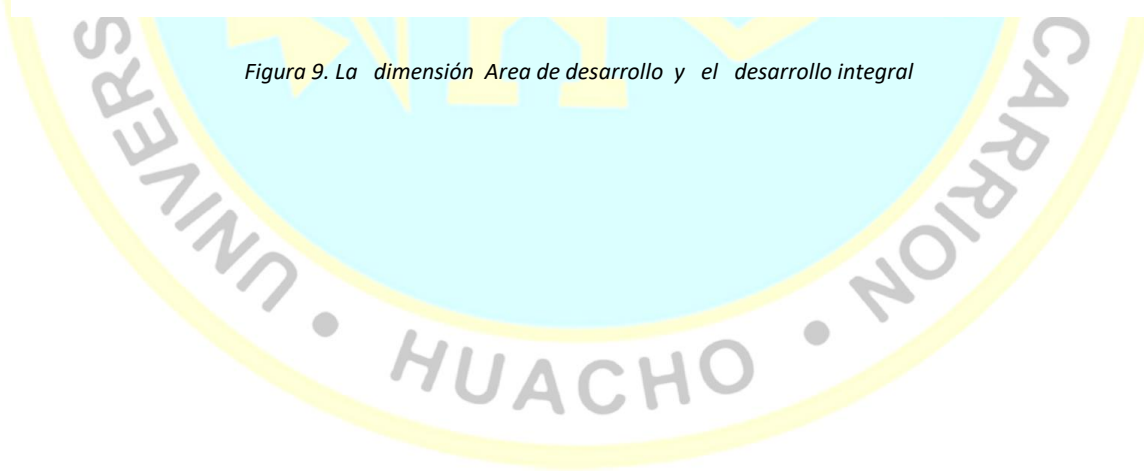 Figura 9. La dimensión Area de desarrollo y el desarrollo integral
UNIVERS
• HUACHO •
CARRION